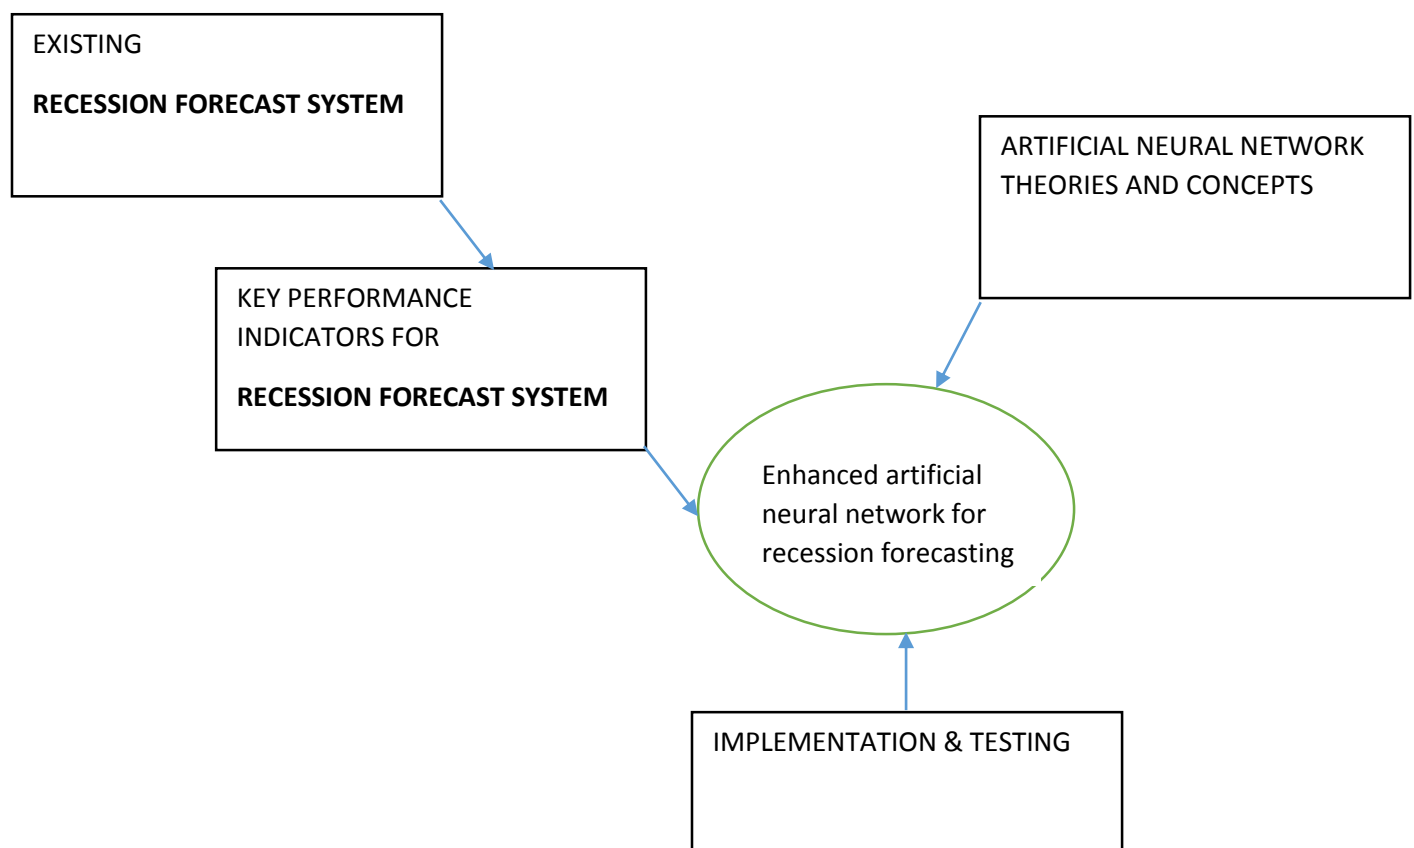 EXISTING
RECESSION FORECAST SYSTEM
ARTIFICIAL NEURAL NETWORK
THEORIES AND CONCEPTS
KEY PERFORMANCE
INDICATORS FOR
RECESSION FORECAST SYSTEM
Enhanced artificial
neural network for
recession forecasting
IMPLEMENTATION & TESTING